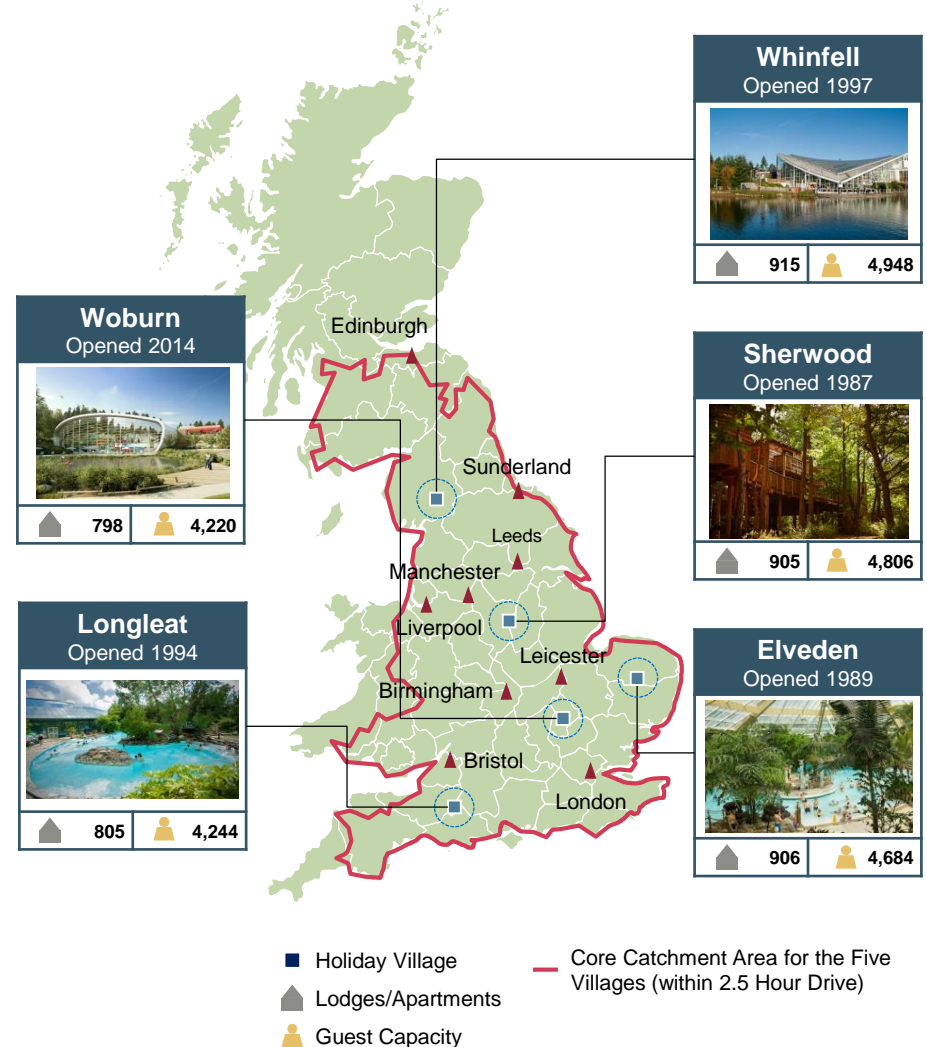 Whinfell
Opened 1997
915
4,948
Woburn
Opened 2014
798
4,220
Edinburgh
Sherwood
Opened 1987
905
4,806
Sunderland
Leeds
Manchester
Liverpool
Leicester
Birmingham
Bristol
London
Longleat
Opened 1994
805
4,244
Elveden
Opened 1989
906
4,684
Holiday Village
Lodges/Apartments
Guest Capacity
Core Catchment Area for the Five
Villages (within 2.5 Hour Drive)